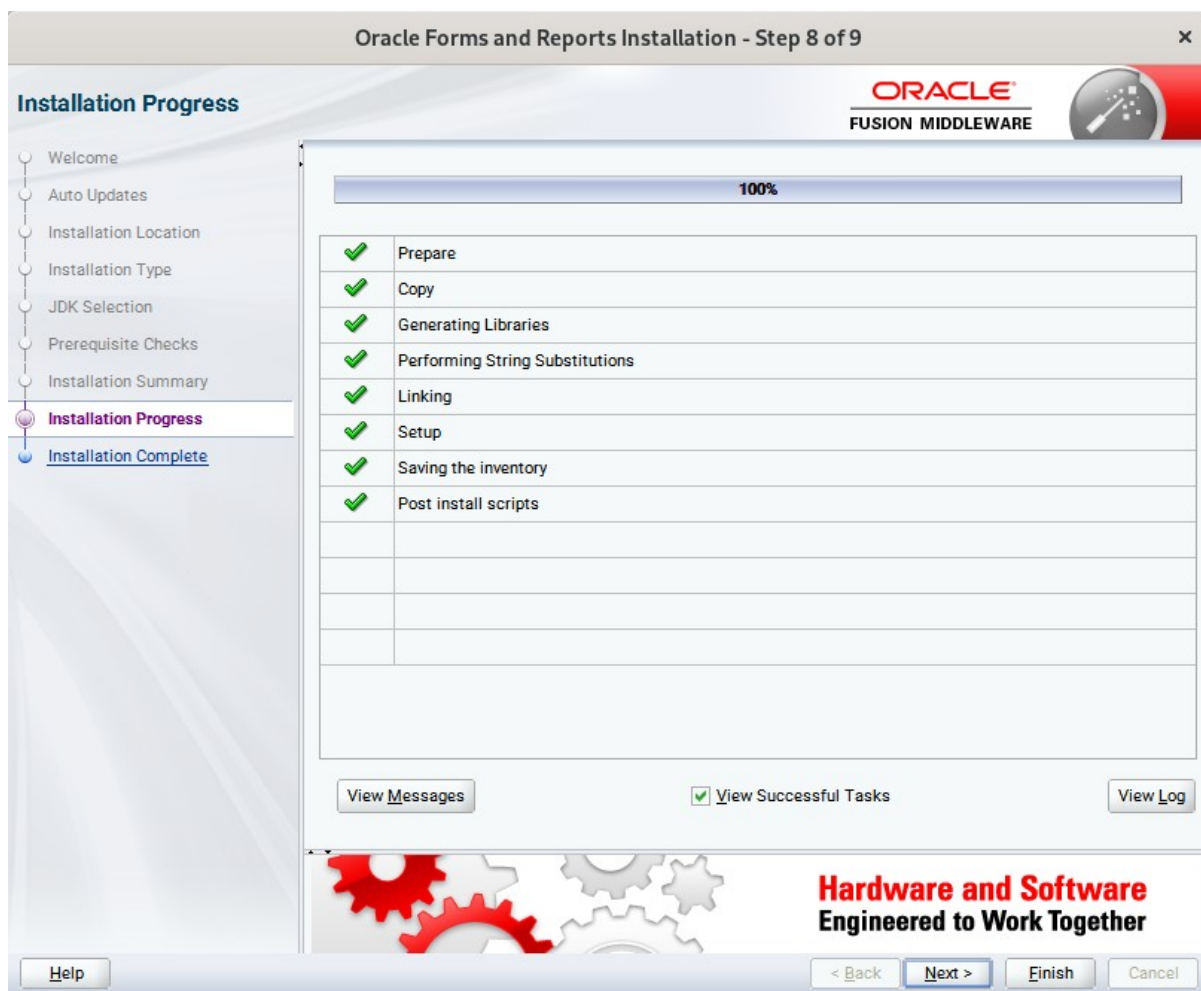 Oracle Forms and Reports Installation - Step 8 of 9
Installation Progress
ORACLE
FUSION MIDDLEWARE
Welcome
Auto Updates
Installation Location
Installation Type
JDK Selection
Prerequisite Checks
Installation Summary
Installation Progress
Installation Complete
100%
Prepare
Copy
Generating Libraries
Performing String Substitutions
Linking
Setup
Saving the inventory
Post install scripts
View Messages
View Successful Tasks
View Log
Hardware and Software
Engineered to Work Together
Help
< Back
Next >
Finish
Cancel